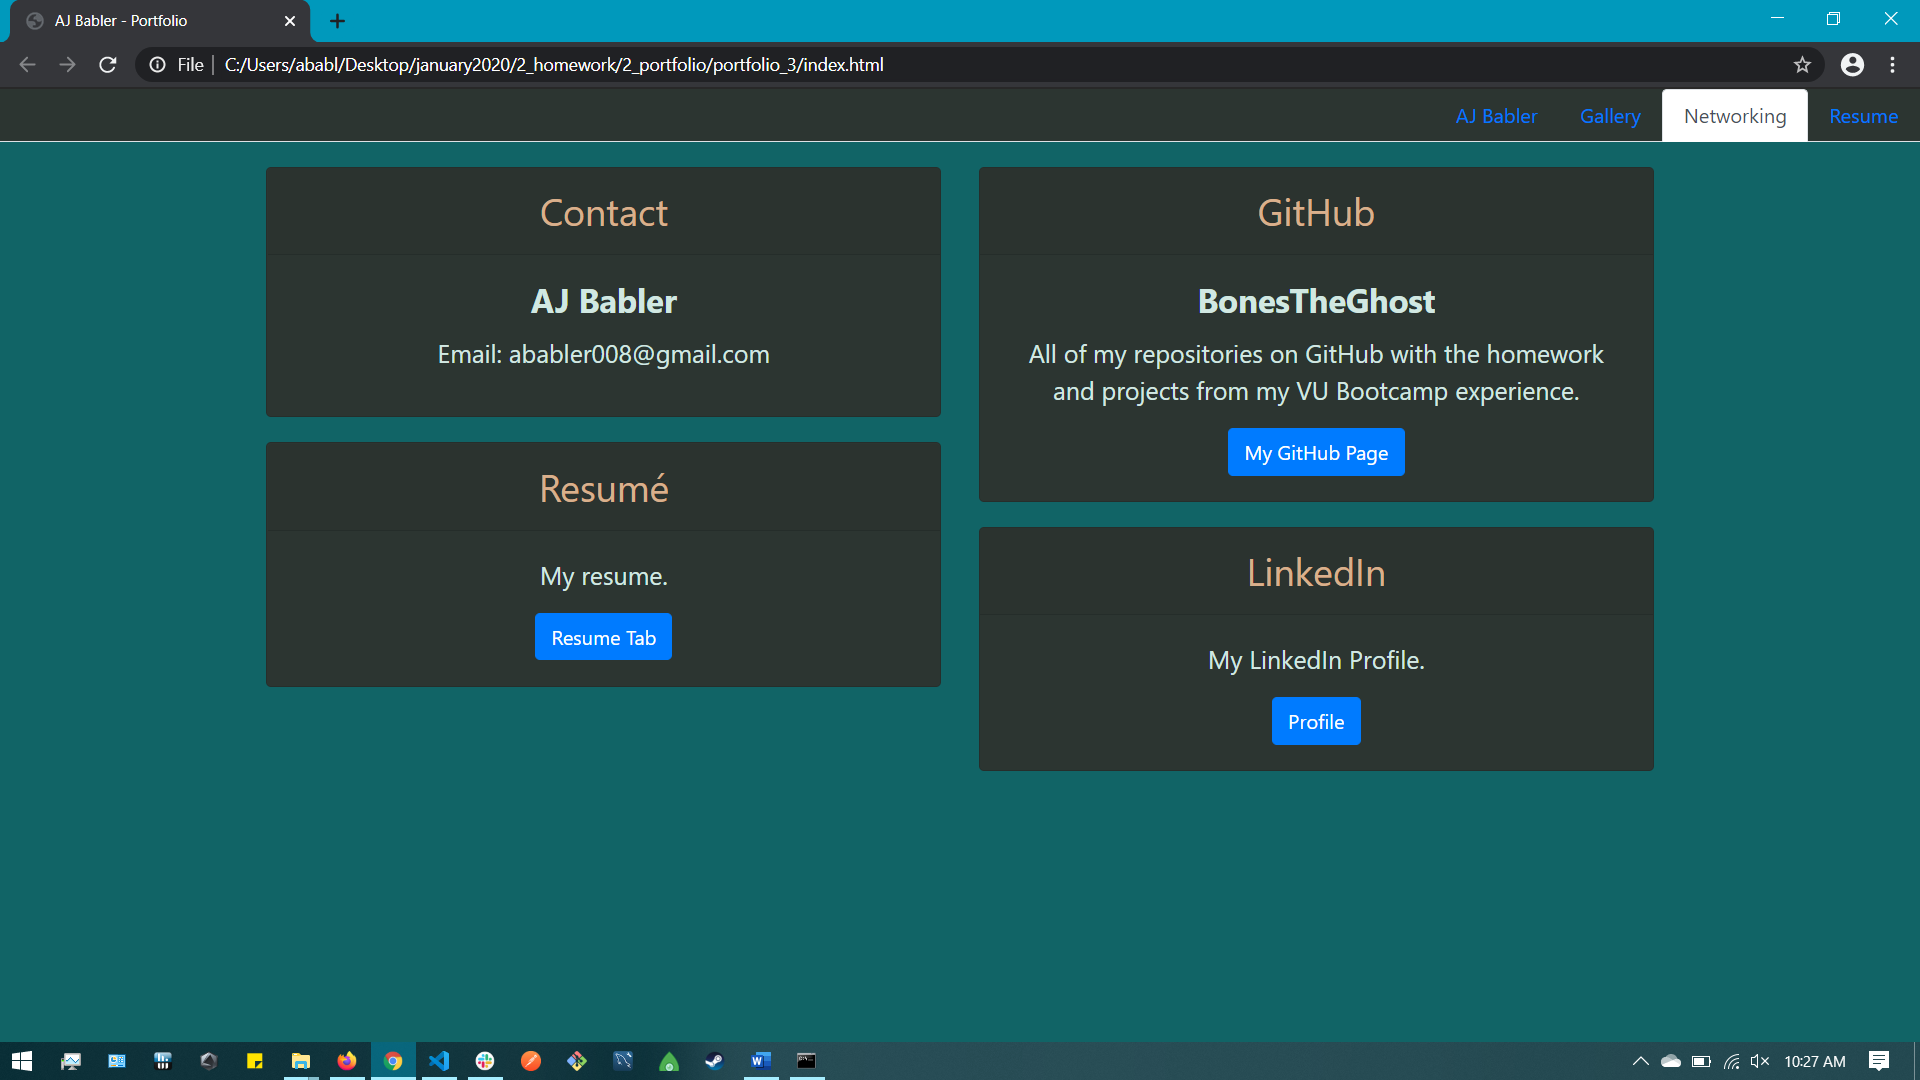 AJ Babler - Portfolio
File | C:/Users/ababl/Desktop/january2020/2_homework/2_portfolio/portfolio_3/index.html
AJ Babler
Gallery
Networking
Resume
Contact
AJ Babler
Email: ababler008@gmail.com
Resumé
My resume.
Resume Tab
GitHub
BonesTheGhost
All of my repositories on GitHub with the homework
and projects from my VU Bootcamp experience.
My GitHub Page
LinkedIn
My LinkedIn Profile.
Profile
10:27 AM